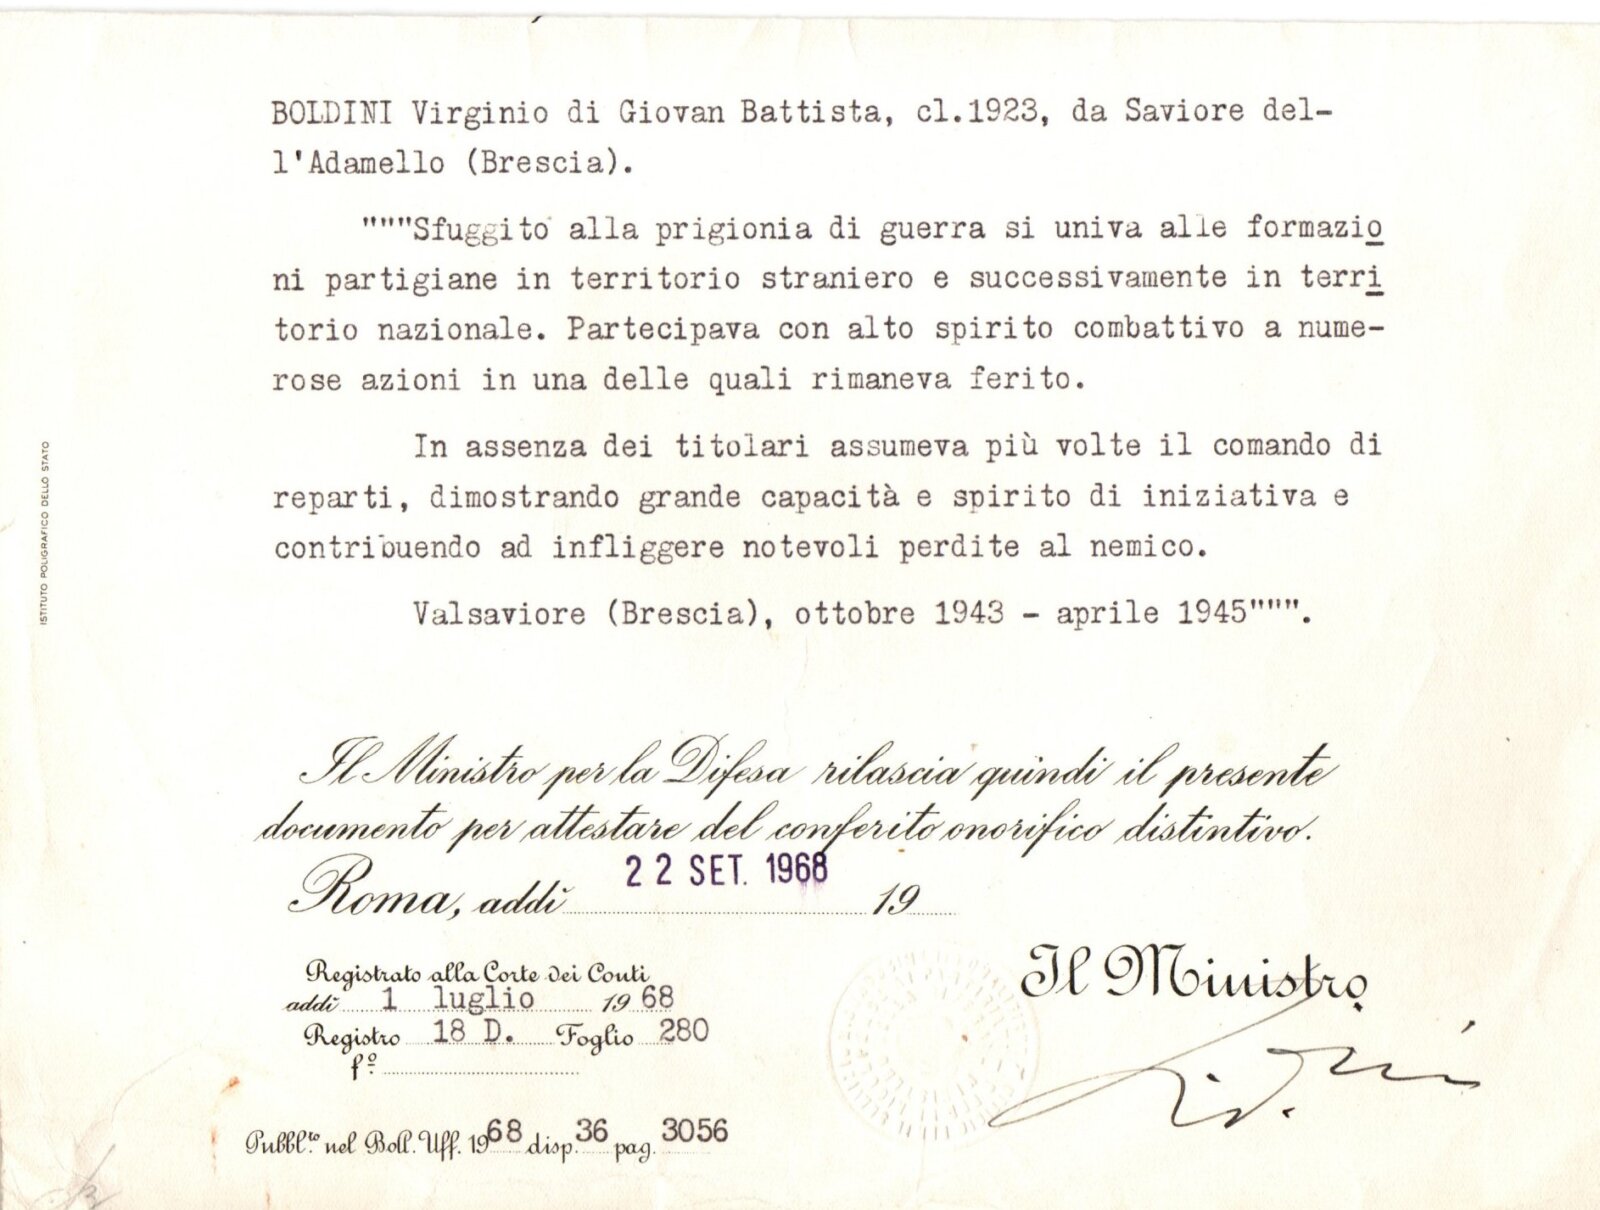 BOLDINI Virginio di Giovan Battista, cl.1923, da Saviore del-
l'Adamello (Brescia).
"""Sfuggito alla prigionia di guerra si univa alle formazio
ni partigiane in territorio straniero e successivamente in terri
torio nazionale. Partecipava con alto spirito combattivo a nume-
rose azioni in una delle quali rimaneva ferito.
In assenza dei titolari assumeva più volte il comando di
reparti, dimostrando grande capacità e spirito di iniziativa e
contribuendo ad infliggere notevoli perdite al nemico.
Valsaviore (Brescia), ottobre 1943 - aprile 1945""".
ISTITUTO POLIGRAFICO DELLO STATO
Il Ministro per la Difesa rilascia quindi il presente
documento per attestare del conferito onorifico distintivo.
22 SET. 1968
Roma, addì 19
Il Ministro
Registrato alla Corte dei Conti
addì 1 luglio 1968
Registro 18 D. Foglio 280
fº
Pubbl.to nel Boll. Uff. 1968 disp. 36 pag. 3056